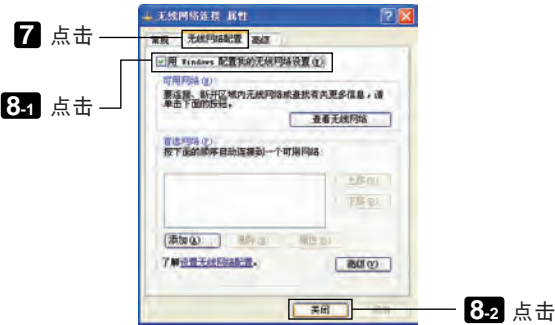 无线网络连接 属性
7 点击
常规 无线网络配置 高级
用 Windows 配置我的无线网络设置(W)
8-1 点击
可用网络(N)
要连接、断开区域内无线网络或查找有关更多信息，请
单击下面的按钮。
查看无线网络
首选网络(P)
按下面的顺序自动连接到一个可用网络:
上移(U)
下移(D)
添加(A)... 删除(R) 属性(O)
了解设置无线网络配置。
高级(V)
关闭
8-2 点击